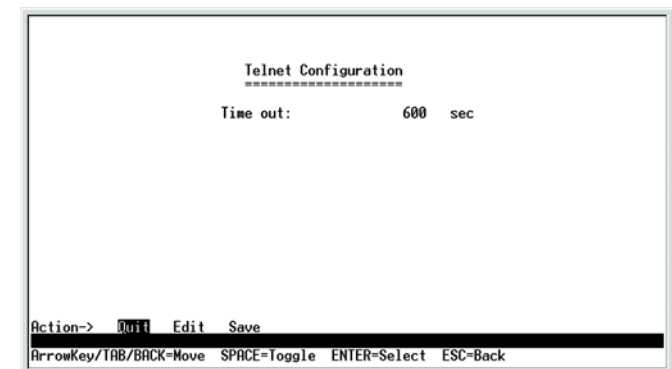 Telnet Configuration
====================
Time out: 600 sec
Action-> Quit Edit Save
ArrowKey/TAB/BACK=Move SPACE=Toggle ENTER=Select ESC=Back